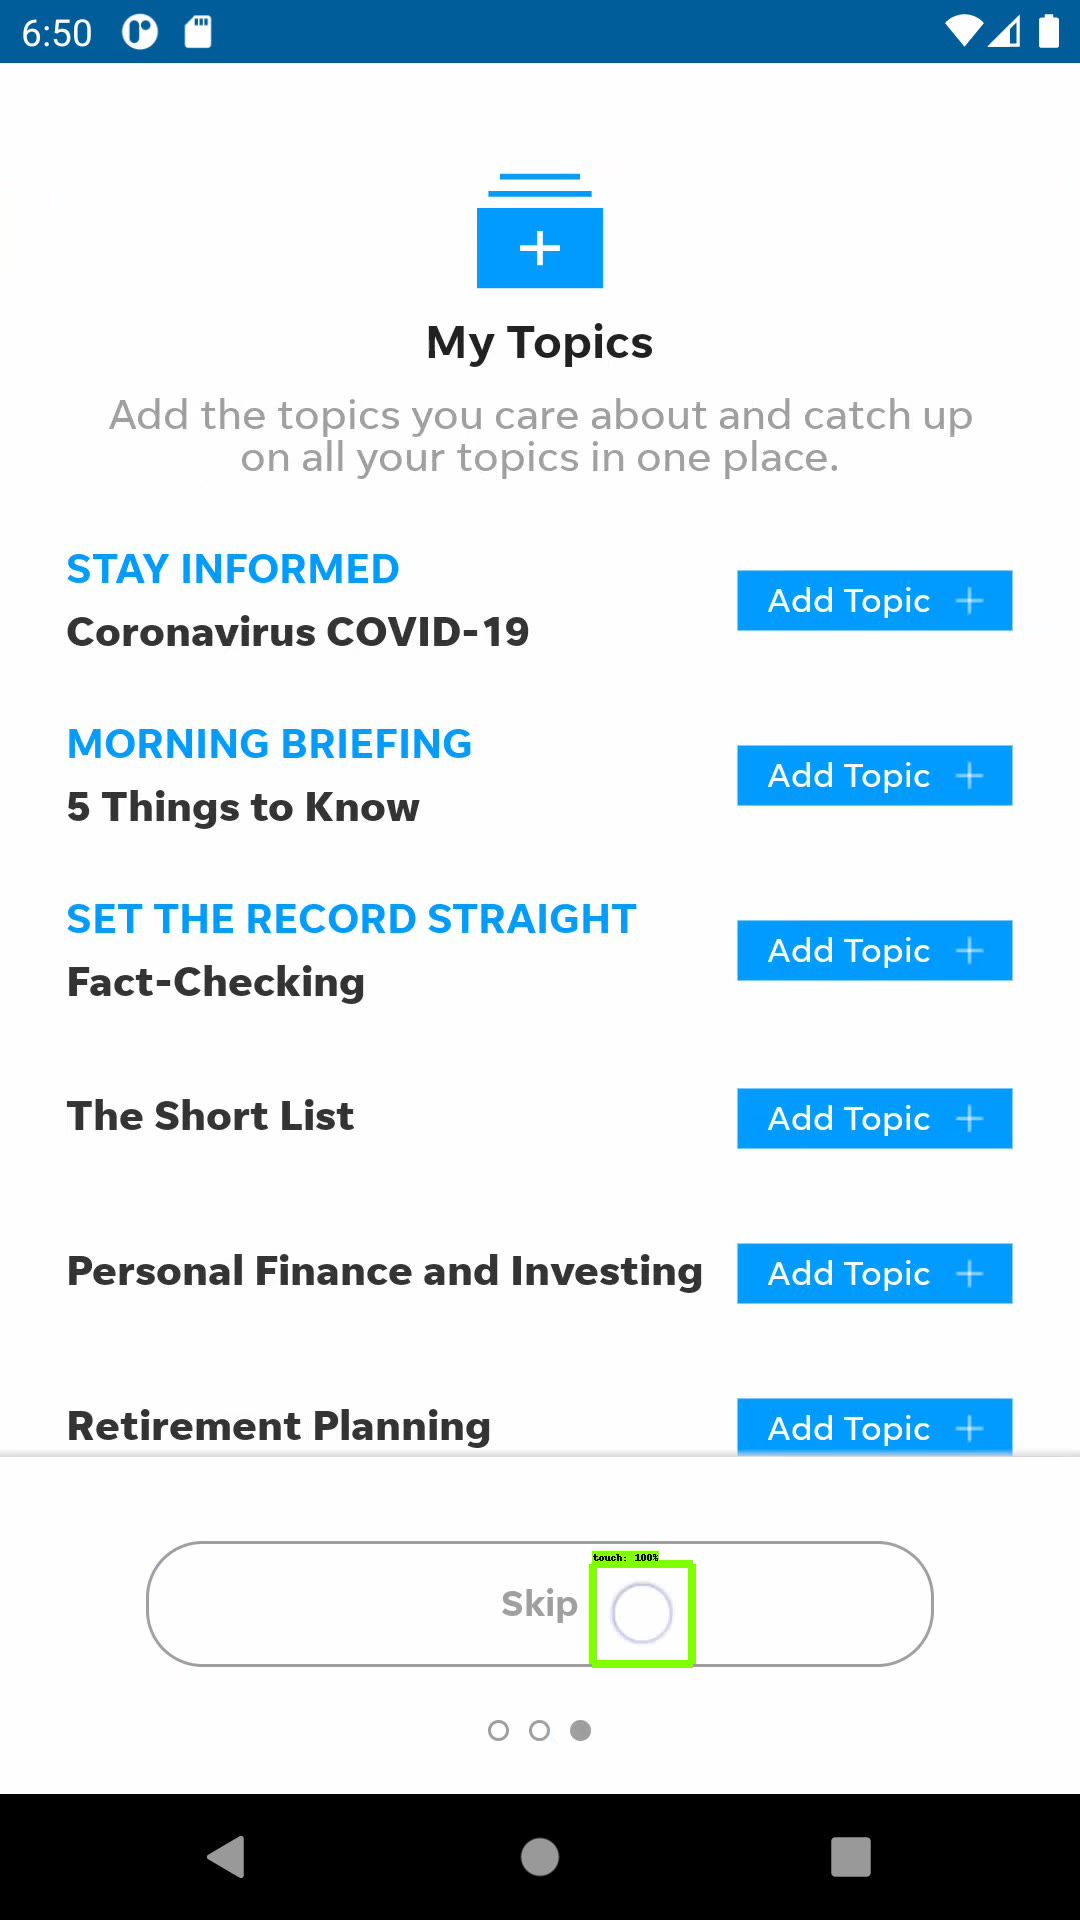 6:50
My Topics
Add the topics you care about and catch up
on all your topics in one place.
STAY INFORMED
Coronavirus COVID-19
Add Topic
MORNING BRIEFING
5 Things to Know
Add Topic
SET THE RECORD STRAIGHT
Fact-Checking
Add Topic
The Short List
Add Topic
Personal Finance and Investing
Add Topic
Retirement Planning
Add Topic
touch: 100%
Skip